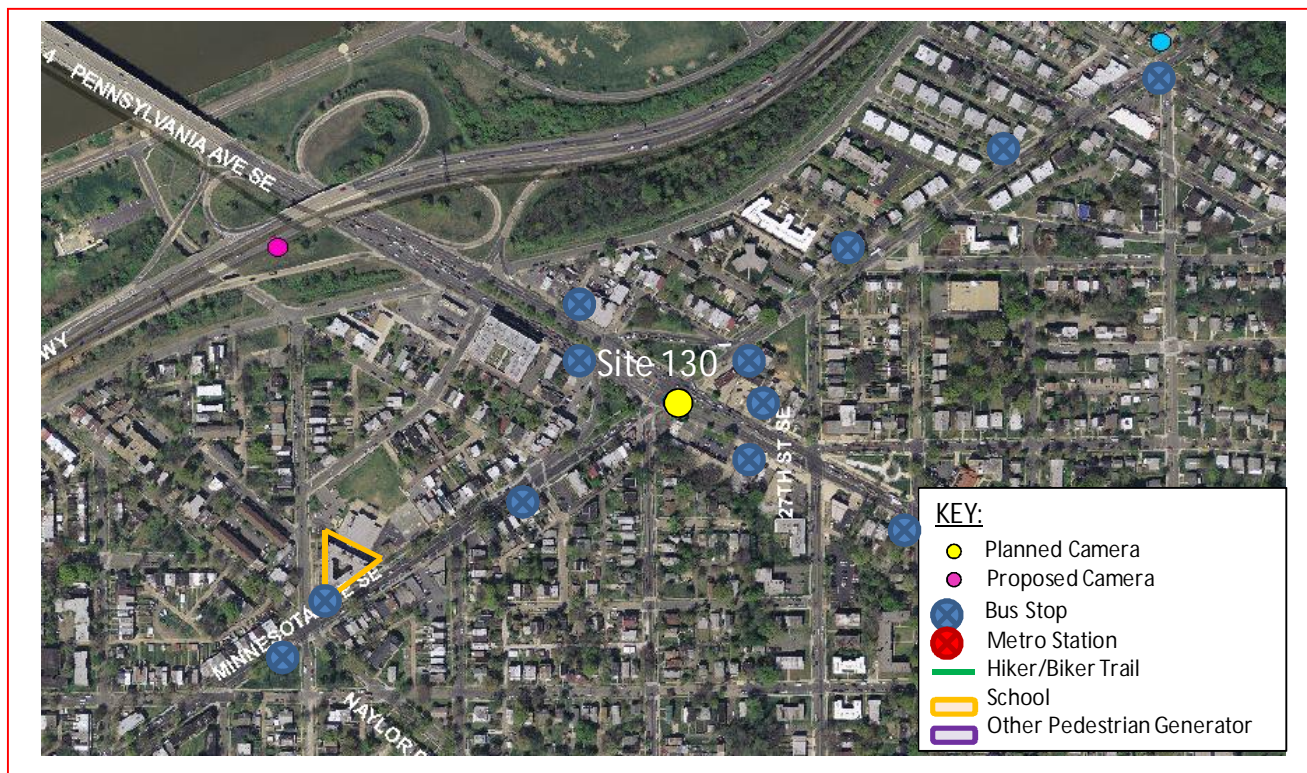 4 PENNSYLVANIA AVE SE
WY
Site 130
27TH ST SE
MINNESOTA
SE
NAYLOR
KEY:
Planned Camera
Proposed Camera
Bus Stop
Metro Station
Hiker/Biker Trail
School
Other Pedestrian Generator